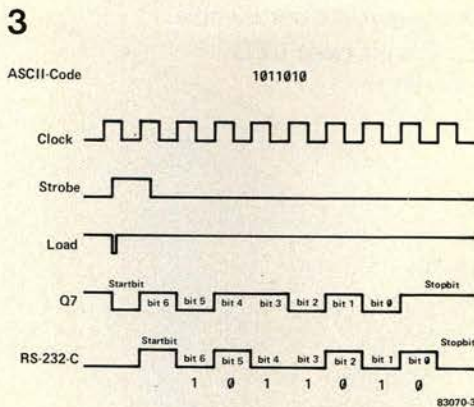 3
ASCII-Code 1011010
Clock
Strobe
Load
Startbit Stopbit
Q7 bit 6 bit 5 bit 4 bit 3 bit 2 bit 1 bit 0
Startbit Stopbit
RS-232-C bit 6 bit 5 bit 4 bit 3 bit 2 bit 1 bit 0
1 0 1 1 0 1 0
83070-3